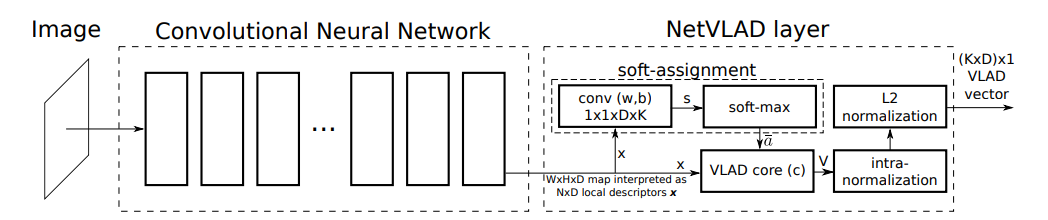 Image
Convolutional Neural Network
NetVLAD layer
soft-assignment
conv (w,b)
1x1xDxK
s
soft-max
L2
normalization
(KxD)x1
VLAD
vector
...
x
ā
x
VLAD core (c)
V
intra-
normalization
WxHxD map interpreted as
NxD local descriptors x